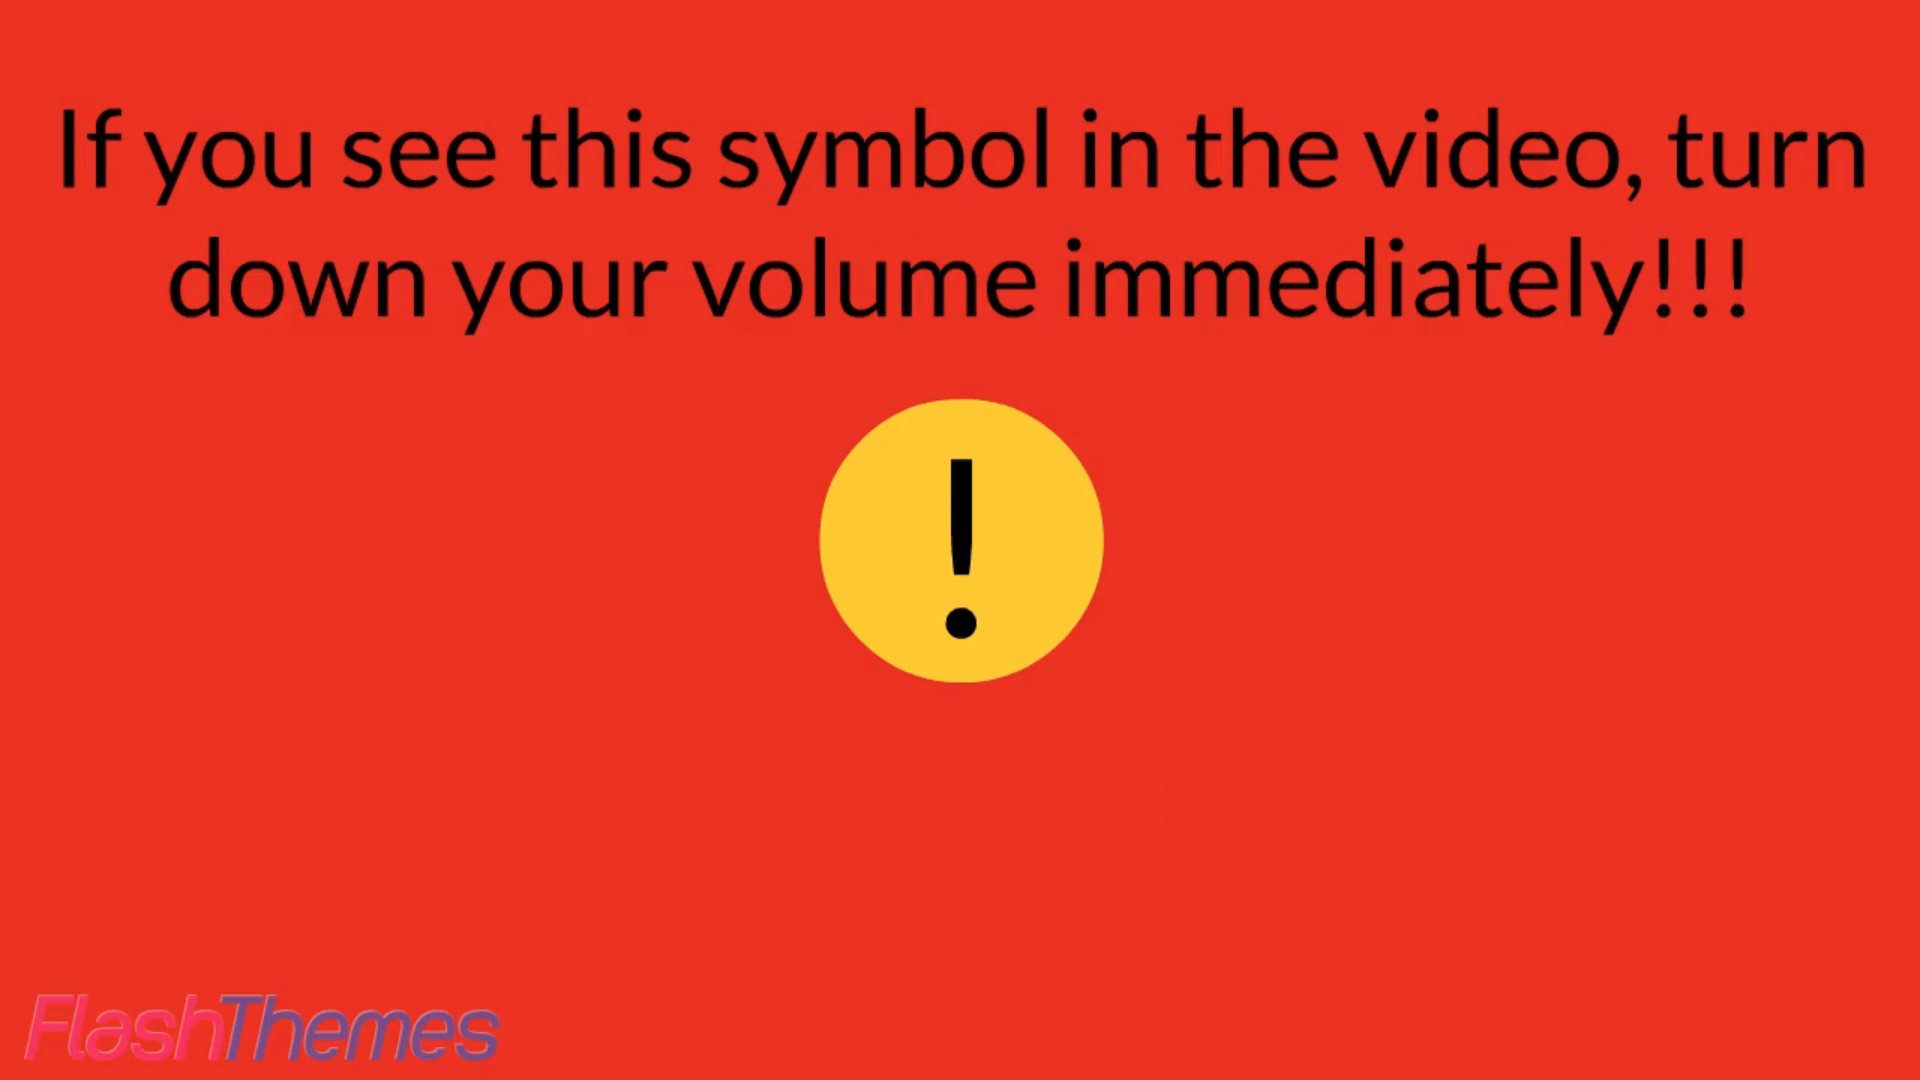 If you see this symbol in the video, turn
down your volume immediately!!!
!
FlashThemes